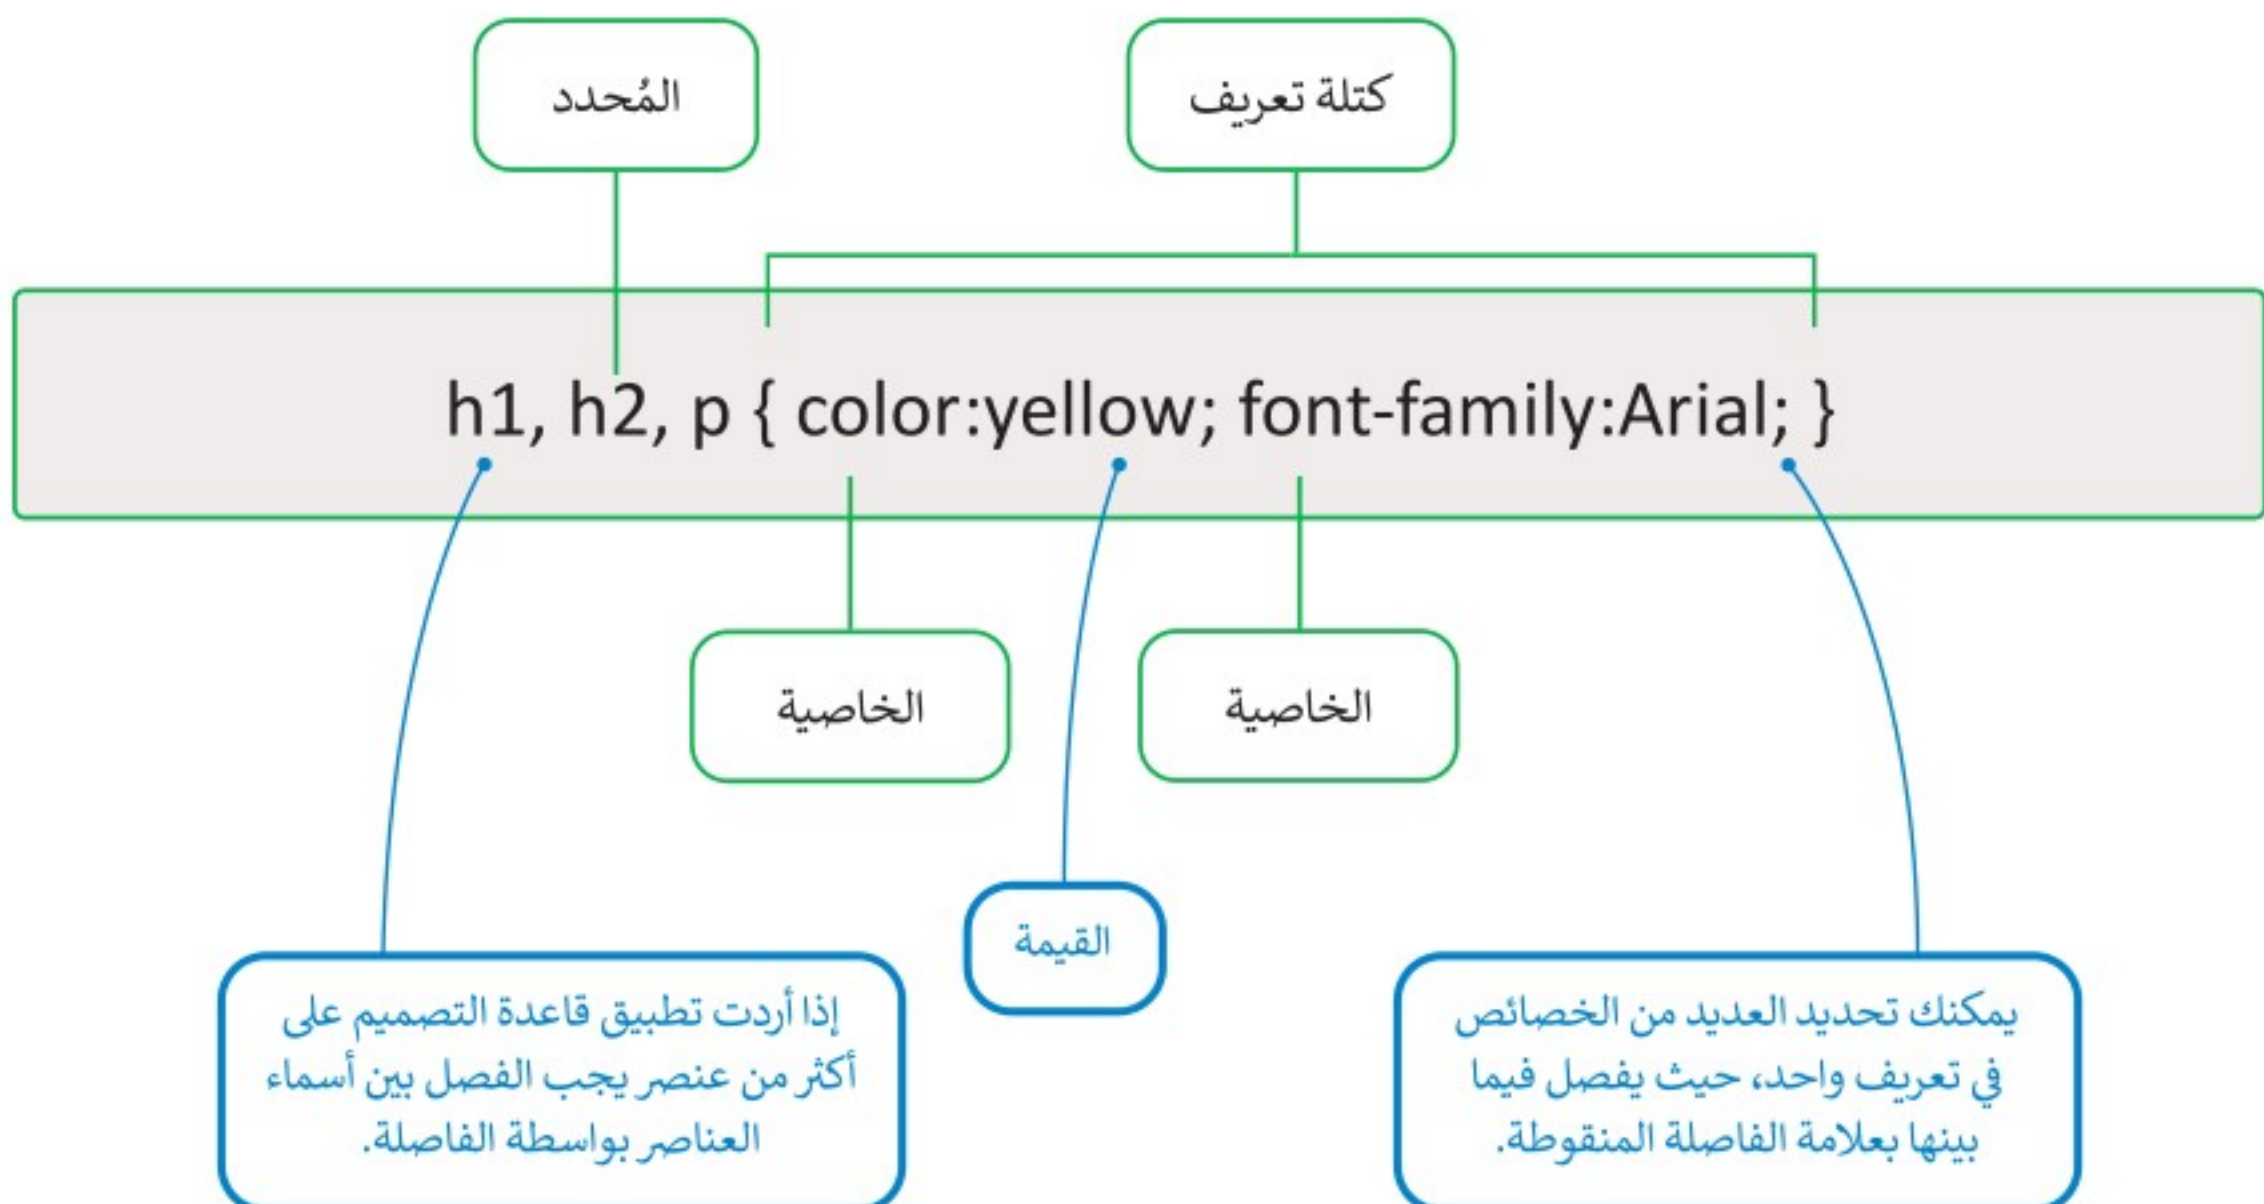 كتلة تعريف
المُحدد
h1, h2, p { color:yellow; font-family:Arial; }
الخاصية
الخاصية
القيمة
يمكنك تحديد العديد من الخصائص
في تعريف واحد، حيث يفصل فيما
بينها بعلامة الفاصلة المنقوطة.
إذا أردت تطبيق قاعدة التصميم على
أكثر من عنصر يجب الفصل بين أسماء
العناصر بواسطة الفاصلة.